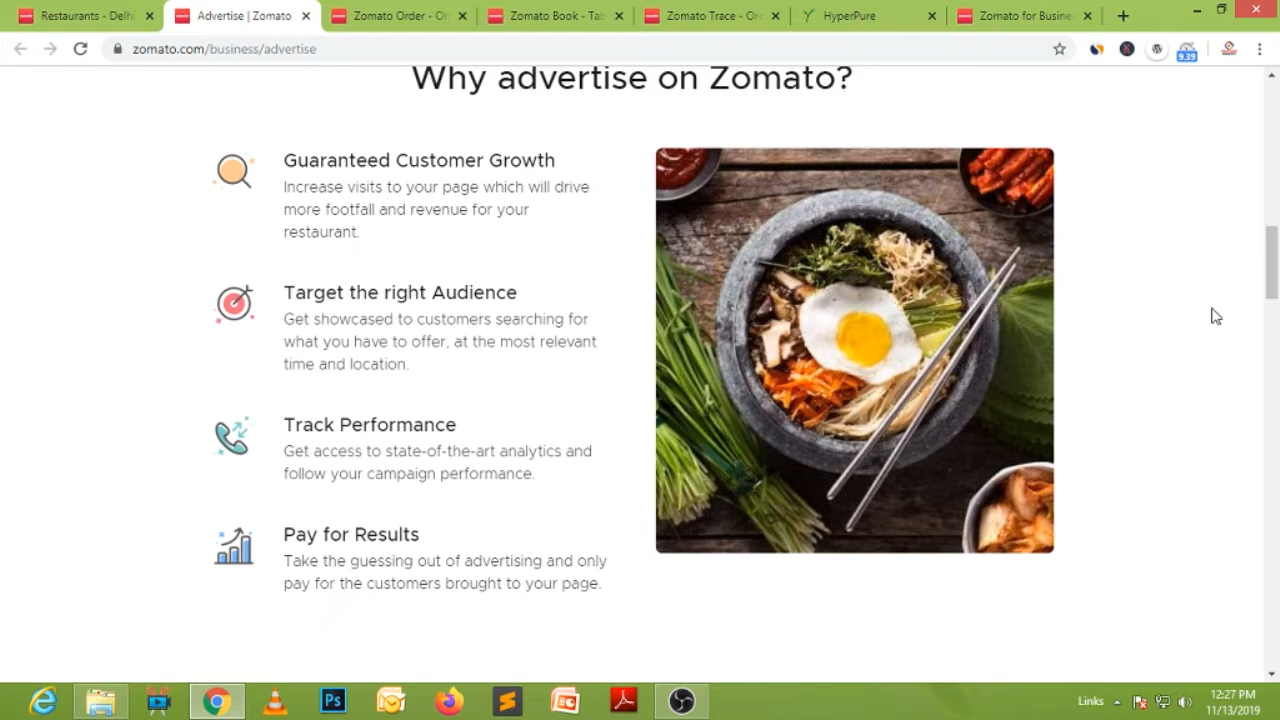 Restaurants - Delhi
Advertise | Zomato
Zomato Order - On
Zomato Book - Tab
Zomato Trace - Orc
HyperPure
Zomato for Busine
zomato.com/business/advertise
9.39
Why advertise on Zomato?
Guaranteed Customer Growth
Increase visits to your page which will drive
more footfall and revenue for your
restaurant.
Target the right Audience
Get showcased to customers searching for
what you have to offer, at the most relevant
time and location.
Track Performance
Get access to state-of-the-art analytics and
follow your campaign performance.
Pay for Results
Take the guessing out of advertising and only
pay for the customers brought to your page.
Ps
Links
12:27 PM
11/13/2019